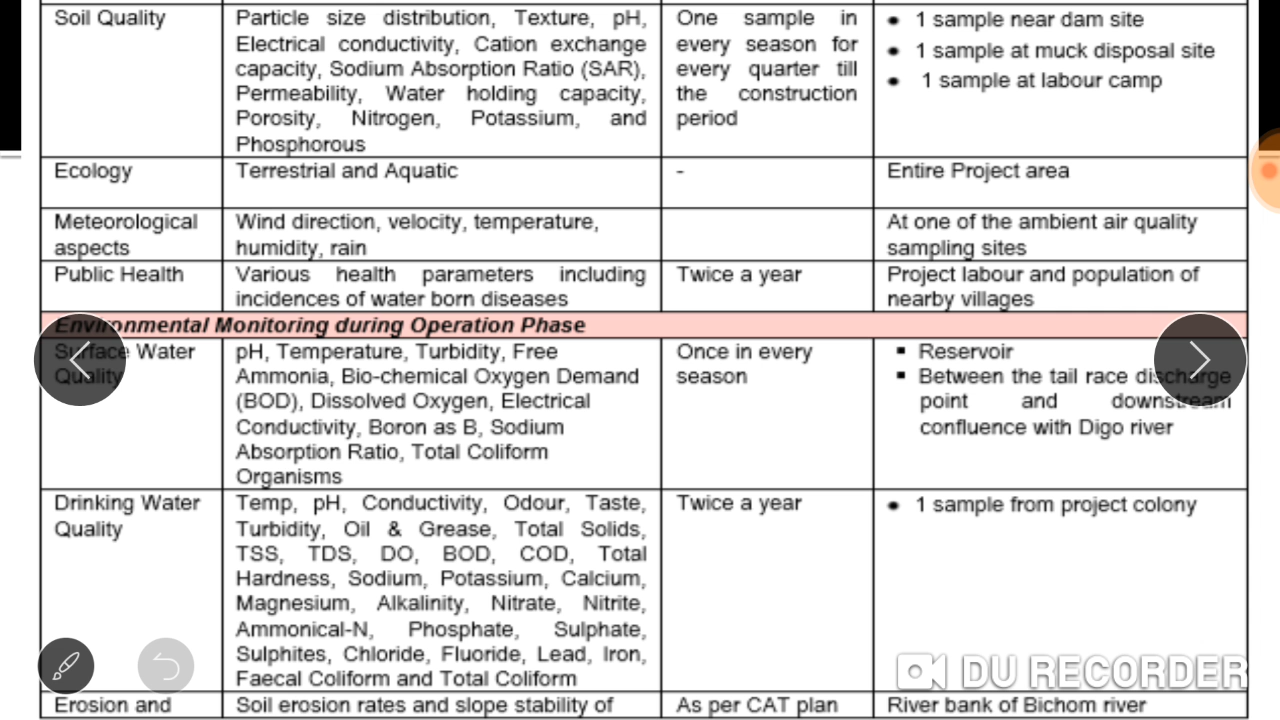 Soil Quality
Particle size distribution, Texture, pH,
Electrical conductivity, Cation exchange
capacity, Sodium Absorption Ratio (SAR),
Permeability, Water holding capacity,
Porosity, Nitrogen, Potassium, and
Phosphorous
One sample in
every season for
every quarter till
the construction
period
• 1 sample near dam site
• 1 sample at muck disposal site
• 1 sample at labour camp
Ecology
Terrestrial and Aquatic
-
Entire Project area
Meteorological
aspects
Wind direction, velocity, temperature,
humidity, rain
At one of the ambient air quality
sampling sites
Public Health
Various health parameters including
incidences of water born diseases
Twice a year
Project labour and population of
nearby villages
Environmental Monitoring during Operation Phase
Surface Water
Quality
pH, Temperature, Turbidity, Free
Ammonia, Bio-chemical Oxygen Demand
(BOD), Dissolved Oxygen, Electrical
Conductivity, Boron as B, Sodium
Absorption Ratio, Total Coliform
Organisms
Once in every
season
▪ Reservoir
▪ Between the tail race discharge
point and downstream
confluence with Digo river
Drinking Water
Quality
Temp, pH, Conductivity, Odour, Taste,
Turbidity, Oil & Grease, Total Solids,
TSS, TDS, DO, BOD, COD, Total
Hardness, Sodium, Potassium, Calcium,
Magnesium, Alkalinity, Nitrate, Nitrite,
Ammonical-N, Phosphate, Sulphate,
Sulphites, Chloride, Fluoride, Lead, Iron,
Faecal Coliform and Total Coliform
Twice a year
• 1 sample from project colony
Erosion and
Soil erosion rates and slope stability of
As per CAT plan
River bank of Bichom river
DU RECORDER